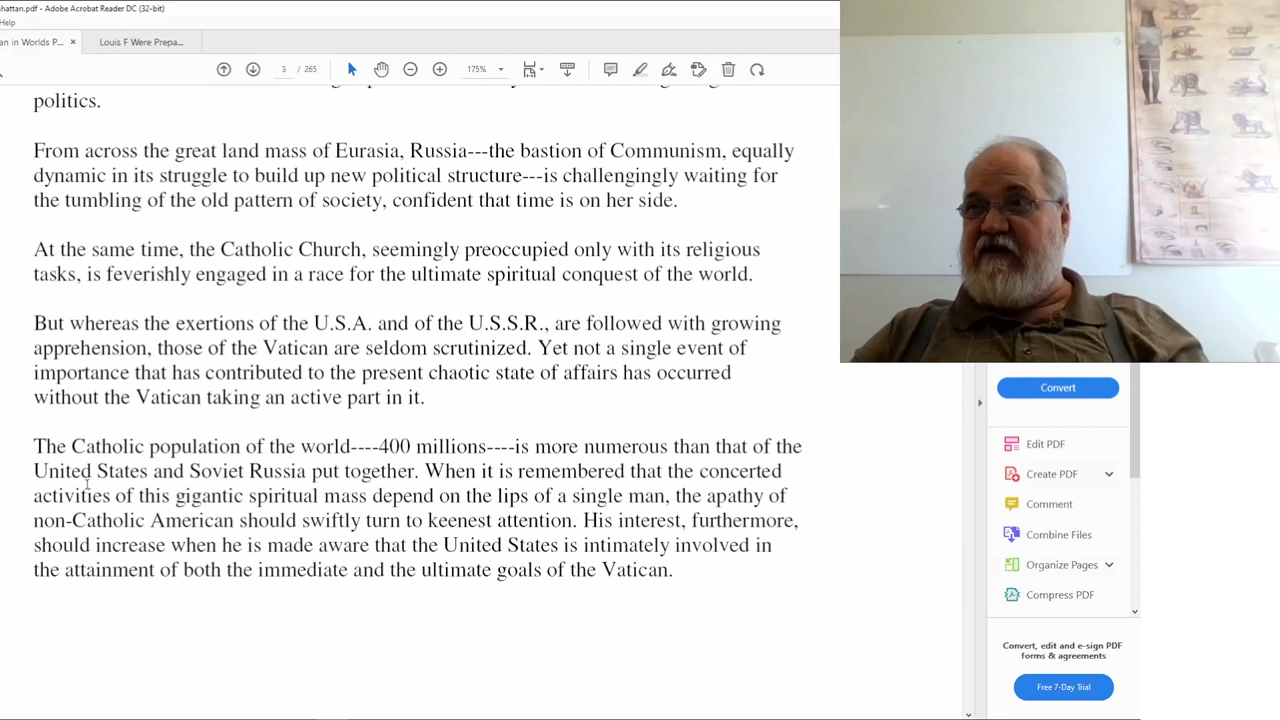 hattan.pdf - Adobe Acrobat Reader DC (32-bit)
Help
an in Worlds P... ×
Louis F Were Prepa...
3 / 265
175%
politics.
From across the great land mass of Eurasia, Russia---the bastion of Communism, equally
dynamic in its struggle to build up new political structure---is challengingly waiting for
the tumbling of the old pattern of society, confident that time is on her side.
At the same time, the Catholic Church, seemingly preoccupied only with its religious
tasks, is feverishly engaged in a race for the ultimate spiritual conquest of the world.
But whereas the exertions of the U.S.A. and of the U.S.S.R., are followed with growing
apprehension, those of the Vatican are seldom scrutinized. Yet not a single event of
importance that has contributed to the present chaotic state of affairs has occurred
without the Vatican taking an active part in it.
The Catholic population of the world----400 millions----is more numerous than that of the
United States and Soviet Russia put together. When it is remembered that the concerted
activities of this gigantic spiritual mass depend on the lips of a single man, the apathy of
non-Catholic American should swiftly turn to keenest attention. His interest, furthermore,
should increase when he is made aware that the United States is intimately involved in
the attainment of both the immediate and the ultimate goals of the Vatican.
Convert
Edit PDF
Create PDF
Comment
Combine Files
Organize Pages
Compress PDF
Convert, edit and e-sign PDF
forms & agreements
Free 7-Day Trial